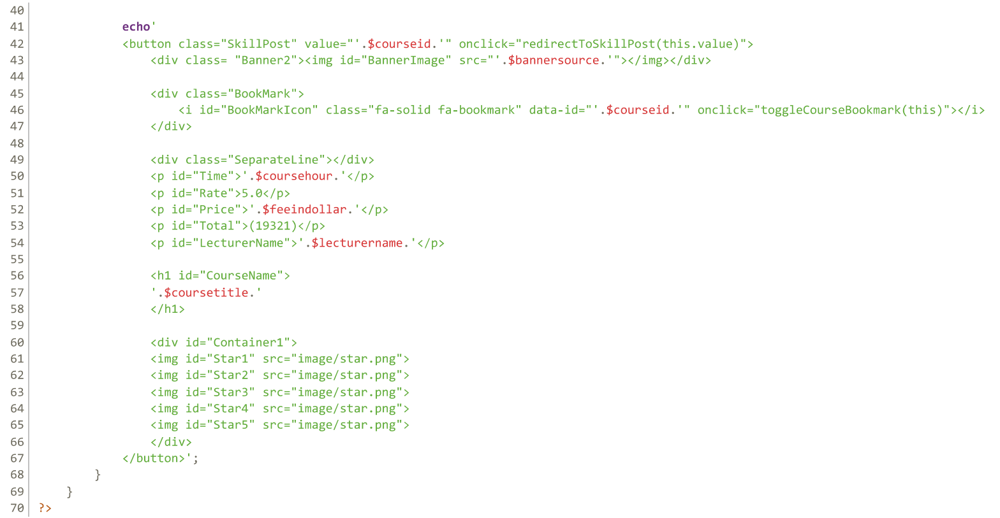 40
41 echo'
42 <button class="SkillPost" value="'.$courseid.'" onclick="redirectToSkillPost(this.value)">
43 <div class= "Banner2"><img id="BannerImage" src="'.$bannersource.'"></img></div>
44
45 <div class="BookMark">
46 <i id="BookMarkIcon" class="fa-solid fa-bookmark" data-id="'.$courseid.'" onclick="toggleCourseBookmark(this)"></i>
47 </div>
48
49 <div class="SeparateLine"></div>
50 <p id="Time">'.$coursehour.'</p>
51 <p id="Rate">5.0</p>
52 <p id="Price">'.$feeindollar.'</p>
53 <p id="Total">(19321)</p>
54 <p id="LecturerName">'.$lecturername.'</p>
55
56 <h1 id="CourseName">
57 '.$coursetitle.'
58 </h1>
59
60 <div id="Container1">
61 <img id="Star1" src="image/star.png">
62 <img id="Star2" src="image/star.png">
63 <img id="Star3" src="image/star.png">
64 <img id="Star4" src="image/star.png">
65 <img id="Star5" src="image/star.png">
66 </div>
67 </button>';
68 }
69 }
70 ?>